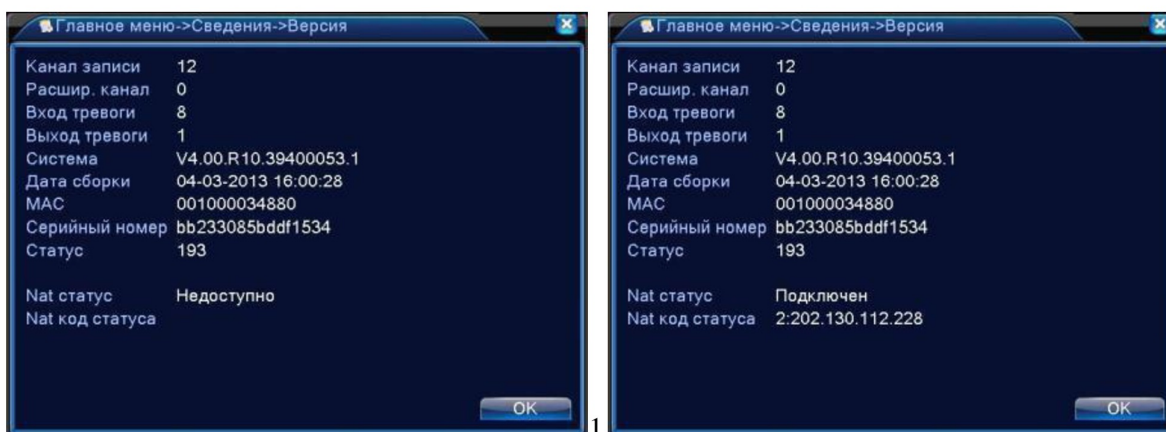 Главное меню->Сведения->Версия
Канал записи 12
Расшир. канал 0
Вход тревоги 8
Выход тревоги 1
Система V4.00.R10.39400053.1
Дата сборки 04-03-2013 16:00:28
MAC 001000034880
Серийный номер bb233085bddf1534
Статус 193
Nat статус Недоступно
Nat код статуса
OK
1
Главное меню->Сведения->Версия
Канал записи 12
Расшир. канал 0
Вход тревоги 8
Выход тревоги 1
Система V4.00.R10.39400053.1
Дата сборки 04-03-2013 16:00:28
MAC 001000034880
Серийный номер bb233085bddf1534
Статус 193
Nat статус Подключен
Nat код статуса 2:202.130.112.228
OK